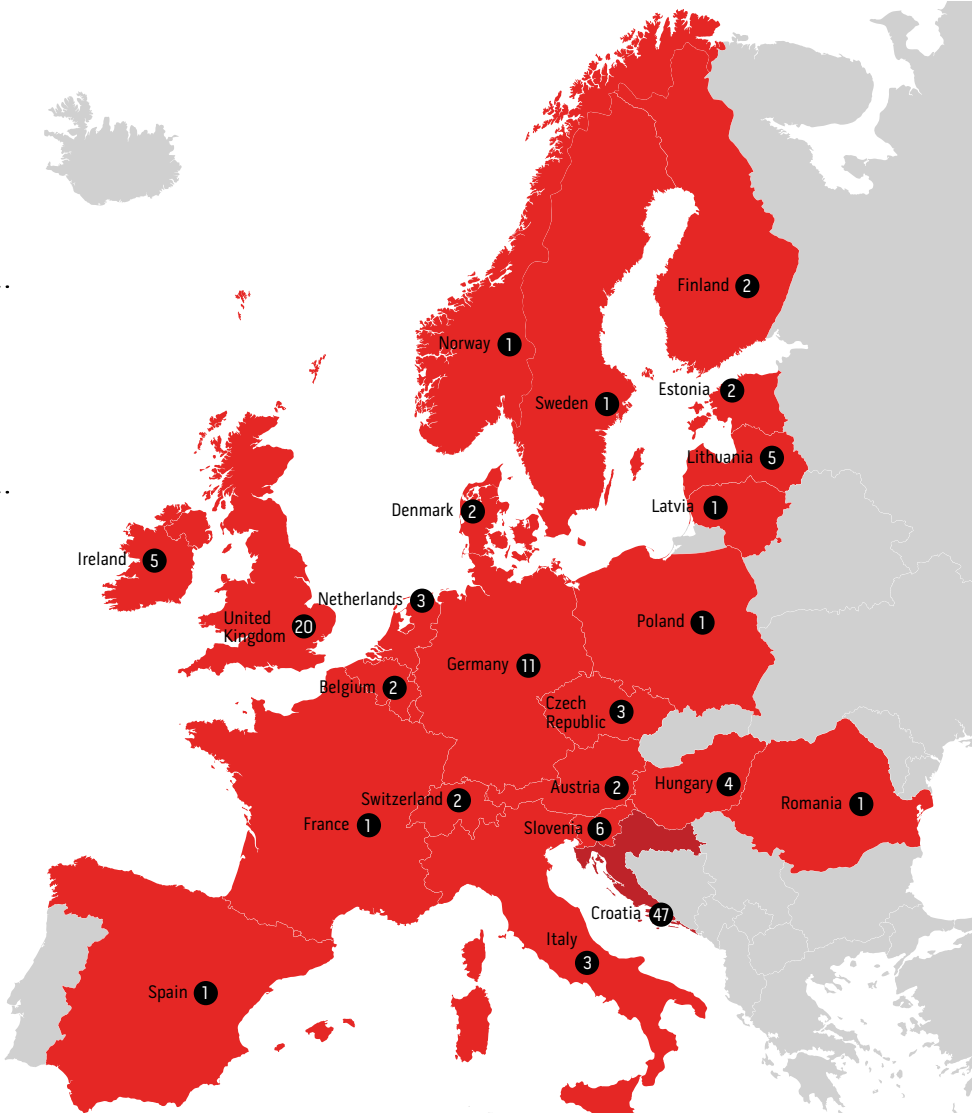 Finland 2
Norway 1
Estonia 2
Sweden 1
Lithuania 5
Latvia 1
Denmark 2
Ireland 5
Netherlands 3
United
Kingdom 20
Poland 1
Germany 11
Belgium 2
Czech
Republic 3
Hungary 4
Austria 2
Switzerland 2
Romania 1
France 1
Slovenia 6
Croatia 47
Italy
3
Spain 1